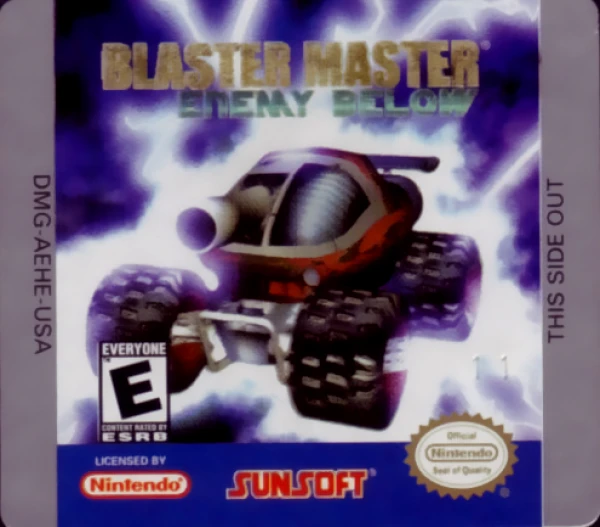 BLASTER MASTER®
ENEMY BELOW
DMG-AEHE-USA
THIS SIDE OUT
EVERYONE
E
CONTENT RATED BY
ESRB
11
LICENSED BY
Nintendo®
SUNSOFT®
Official
Nintendo
Seal of Quality
®